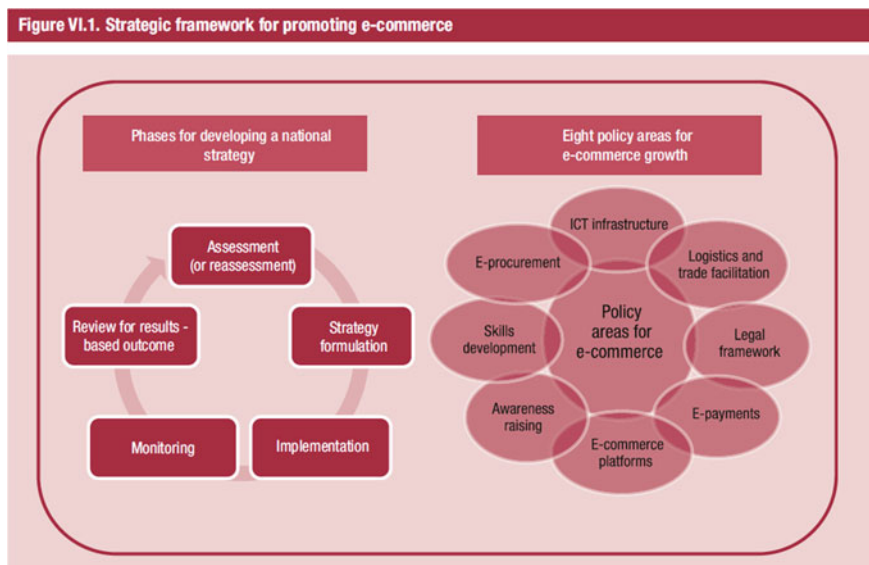 Figure VI.1. Strategic framework for promoting e-commerce
Phases for developing a national
strategy
Assessment
(or reassessment)
Strategy
formulation
Implementation
Monitoring
Review for results -
based outcome
Eight policy areas for
e-commerce growth
ICT infrastructure
Logistics and
trade facilitation
Legal
framework
E-payments
E-commerce
platforms
Awareness
raising
Skills
development
E-procurement
Policy
areas for
e-commerce